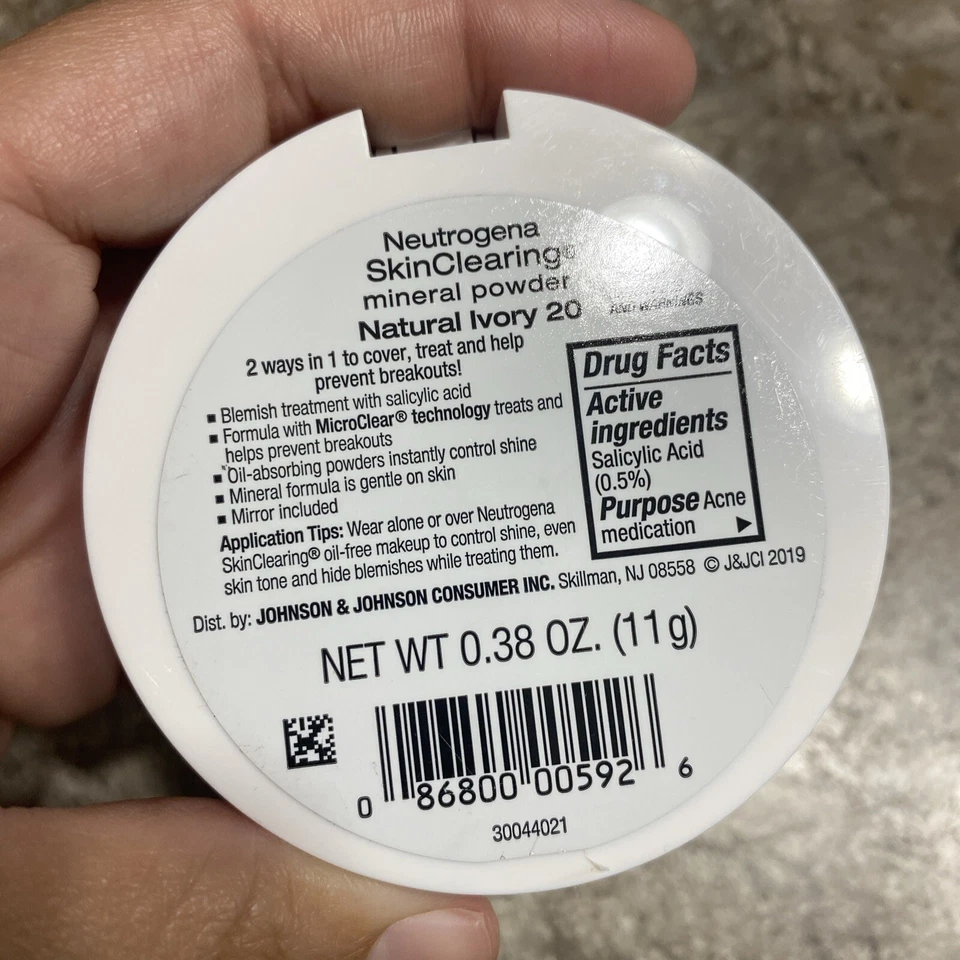 Neutrogena
SkinClearing®
mineral powder
Natural Ivory 20
2 ways in 1 to cover, treat and help
prevent breakouts!
▪ Blemish treatment with salicylic acid
▪ Formula with MicroClear® technology treats and
helps prevent breakouts
▪ Oil-absorbing powders instantly control shine
▪ Mineral formula is gentle on skin
▪ Mirror included
Application Tips: Wear alone or over Neutrogena
SkinClearing® oil-free makeup to control shine, even
skin tone and hide blemishes while treating them.
AND WARNINGS
Drug Facts
Active
ingredients
Salicylic Acid
(0.5%)
Purpose Acne
medication ▶
Dist. by: JOHNSON & JOHNSON CONSUMER INC. Skillman, NJ 08558 © J&JCI 2019
NET WT 0.38 OZ. (11 g)
0 86800 00592 6
30044021